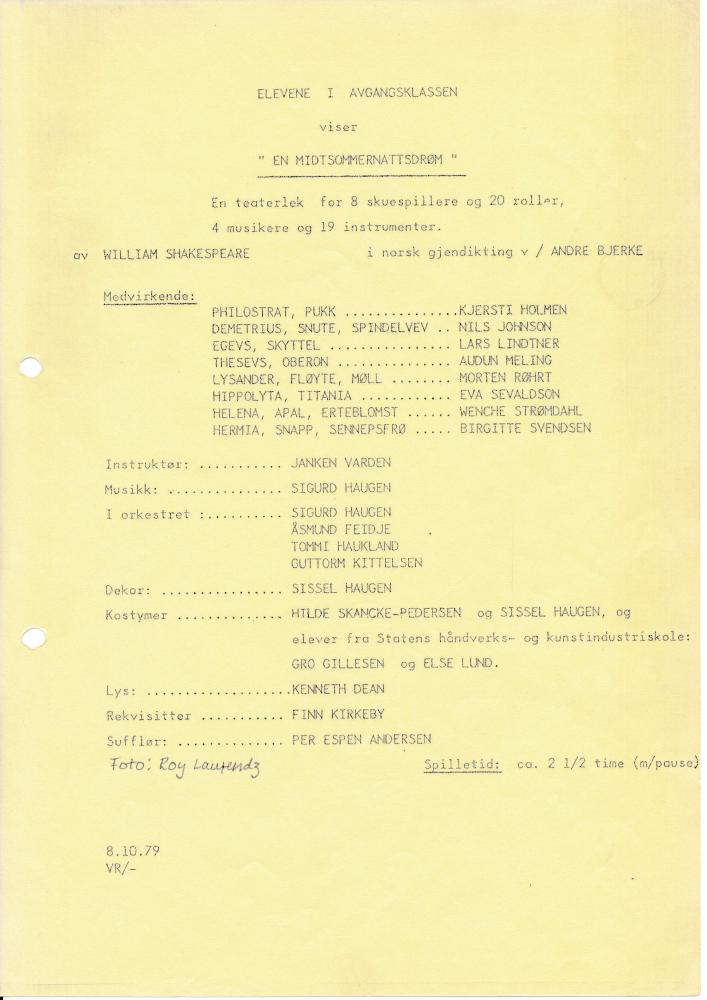 ELEVENE I AVGANGSKLASSEN
viser
" EN MIDTSOMMERNATTSDRØM "
En teaterlek for 8 skuespillere og 20 roller,
4 musikere og 19 instrumenter.
av WILLIAM SHAKESPEARE i norsk gjendikting v / ANDRE BJERKE
Medvirkende:
PHILOSTRAT, PUKK ...............KJERSTI HOLMEN
DEMETRIUS, SNUTE, SPINDELVEV .. NILS JOHNSON
EGEVS, SKYTTEL ................ LARS LINDTNER
THESEVS, OBERON ............... AUDUN MELING
LYSANDER, FLØYTE, MØLL ........ MORTEN RØHRT
HIPPOLYTA, TITANIA ............ EVA SEVALDSON
HELENA, APAL, ERTEBLOMST ...... WENCHE STRØMDAHL
HERMIA, SNAPP, SENNEPSFRØ ..... BIRGITTE SVENDSEN
Instruktør: ........... JANKEN VARDEN
Musikk: ............... SIGURD HAUGEN
I orkestret :.......... SIGURD HAUGEN
ÅSMUND FEIDJE
TOMMI HAUKLAND
GUTTORM KITTELSEN
Dekor: ................ SISSEL HAUGEN
Kostymer .............. HILDE SKANCKE-PEDERSEN og SISSEL HAUGEN, og
elever fra Statens håndverks- og kunstindustriskole:
GRO GILLESEN og ELSE LUND.
Lys: ...................KENNETH DEAN
Rekvisitter ........... FINN KIRKEBY
Sufflør: .............. PER ESPEN ANDERSEN
Foto: Roy Spilletid: ca. 2 1/2 time (m/pause)
8.10.79
VR/-